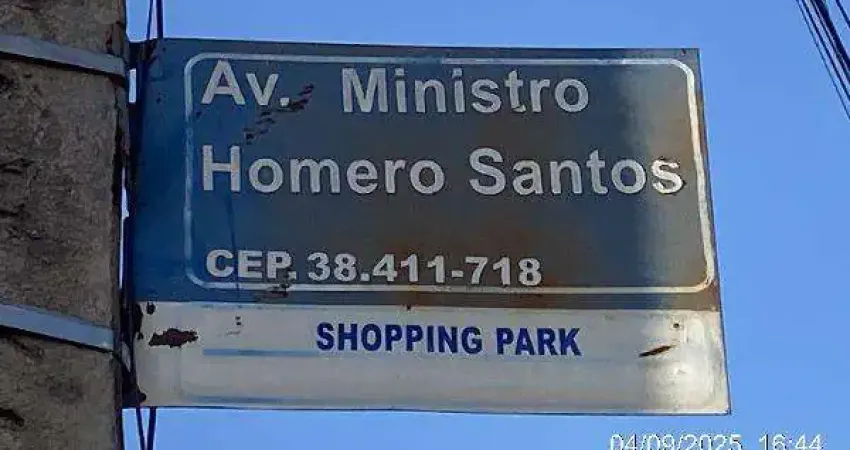 Av. Ministro
Homero Santos
CEP. 38.411-718
SHOPPING PARK
04/09/2025 16:44